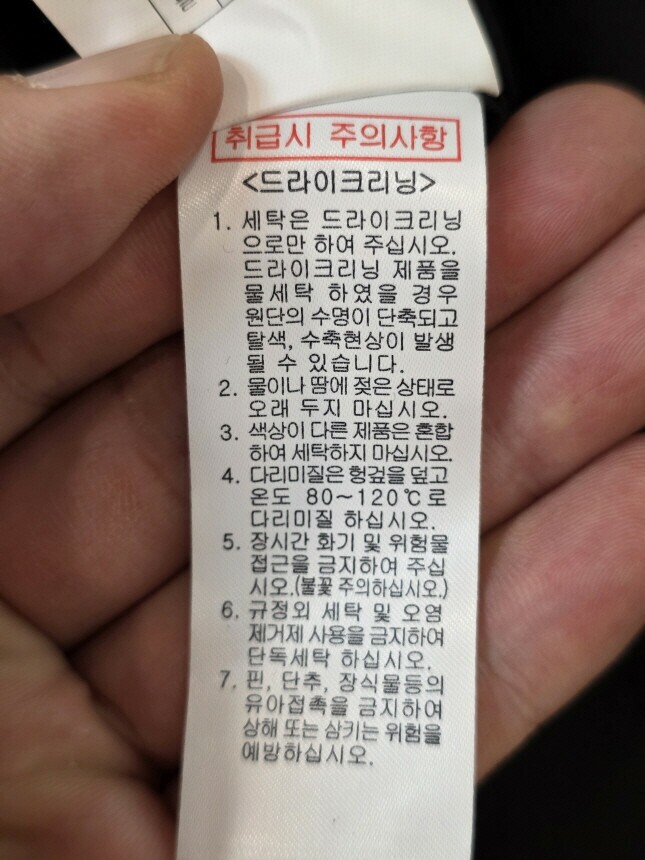 취급시 주의사항
<드라이크리닝>
1. 세탁은 드라이크리닝
으로만 하여 주십시오.
드라이크리닝 제품을
물세탁 하였을 경우
원단의 수명이 단축되고
탈색, 수축현상이 발생
될 수 있습니다.
2. 물이나 땀에 젖은 상태로
오래 두지 마십시오.
3. 색상이 다른 제품은 혼합
하여 세탁하지 마십시오.
4. 다리미질은 헝겊을 덮고
온도 80~120℃로
다리미질 하십시오.
5. 장시간 화기 및 위험물
접근을 금지하여 주십
시오.(불꽃 주의하십시오.)
6. 규정외 세탁 및 오염
제거제 사용을 금지하여
단독세탁 하십시오.
7. 핀, 단추, 장식물등의
유아접촉을 금지하여
상해 또는 삼키는 위험을
예방하십시오.